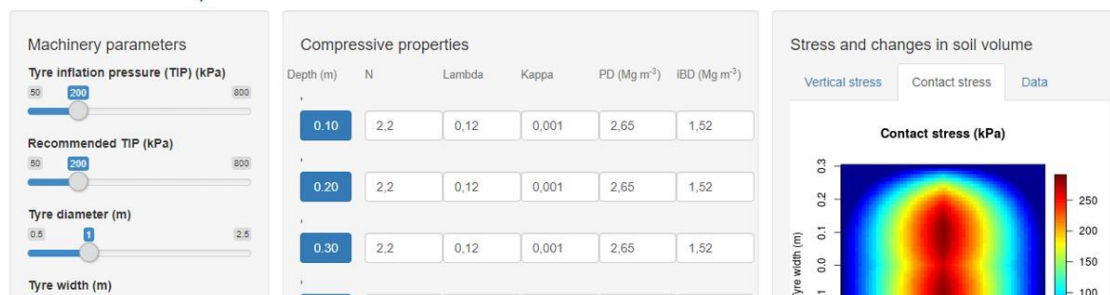 Machinery parameters
Tyre inflation pressure (TIP) (kPa)
50 200 800
Recommended TIP (kPa)
50 200 800
Tyre diameter (m)
0.5 1 2.5
Tyre width (m)
Compressive properties
Depth (m) N Lambda Kappa PD (Mg m-3) iBD (Mg m-3)
0.10 2,2 0,12 0,001 2,65 1,52
0.20 2,2 0,12 0,001 2,65 1,52
0.30 2,2 0,12 0,001 2,65 1,52
Stress and changes in soil volume
Vertical stress Contact stress Data
Contact stress (kPa)
0.3
0.2
0.1
0.0
250
200
150
100